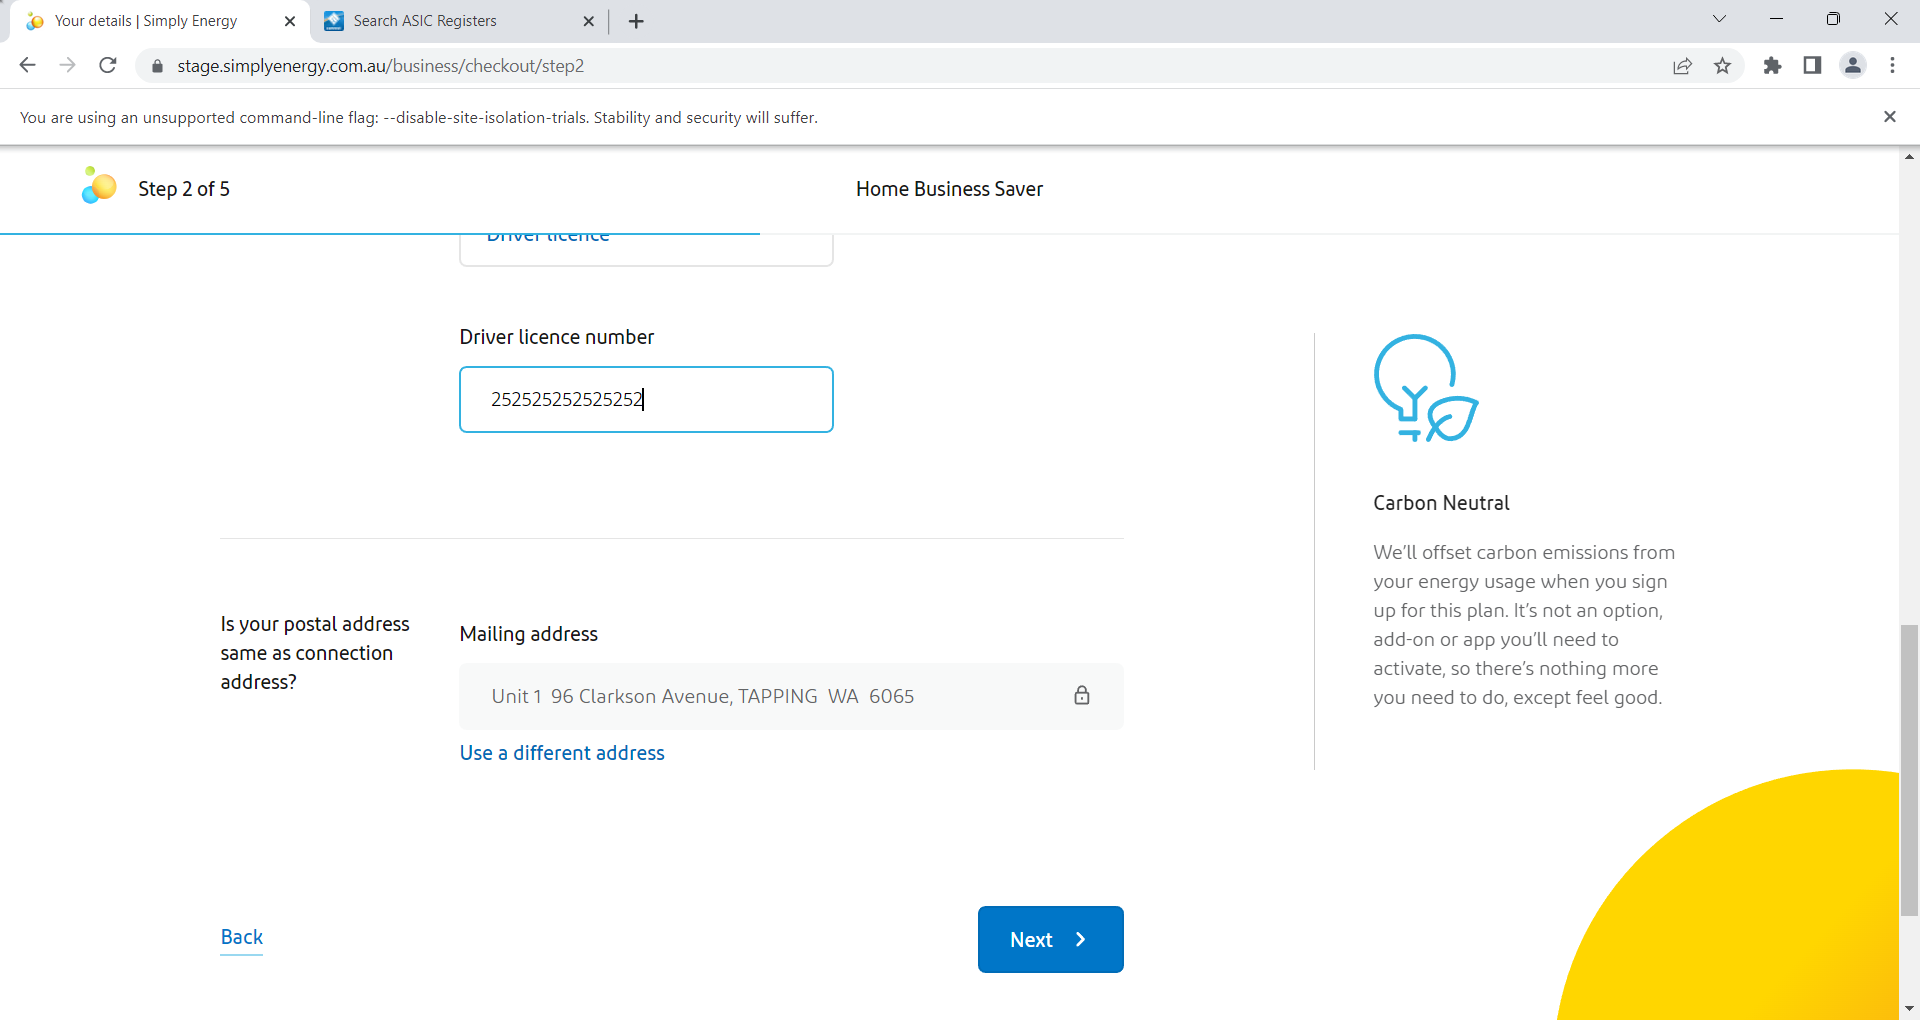 Your details | Simply Energy
Search ASIC Registers
stage.simplyenergy.com.au/business/checkout/step2
You are using an unsupported command-line flag: --disable-site-isolation-trials. Stability and security will suffer.
Step 2 of 5
Home Business Saver
Driver licence
Driver licence number
252525252525252
Carbon Neutral
We'll offset carbon emissions from
your energy usage when you sign
up for this plan. It's not an option,
add-on or app you'll need to
activate, so there's nothing more
you need to do, except feel good.
Is your postal address
same as connection
address?
Mailing address
Unit 1 96 Clarkson Avenue, TAPPING WA 6065
Use a different address
Back
Next